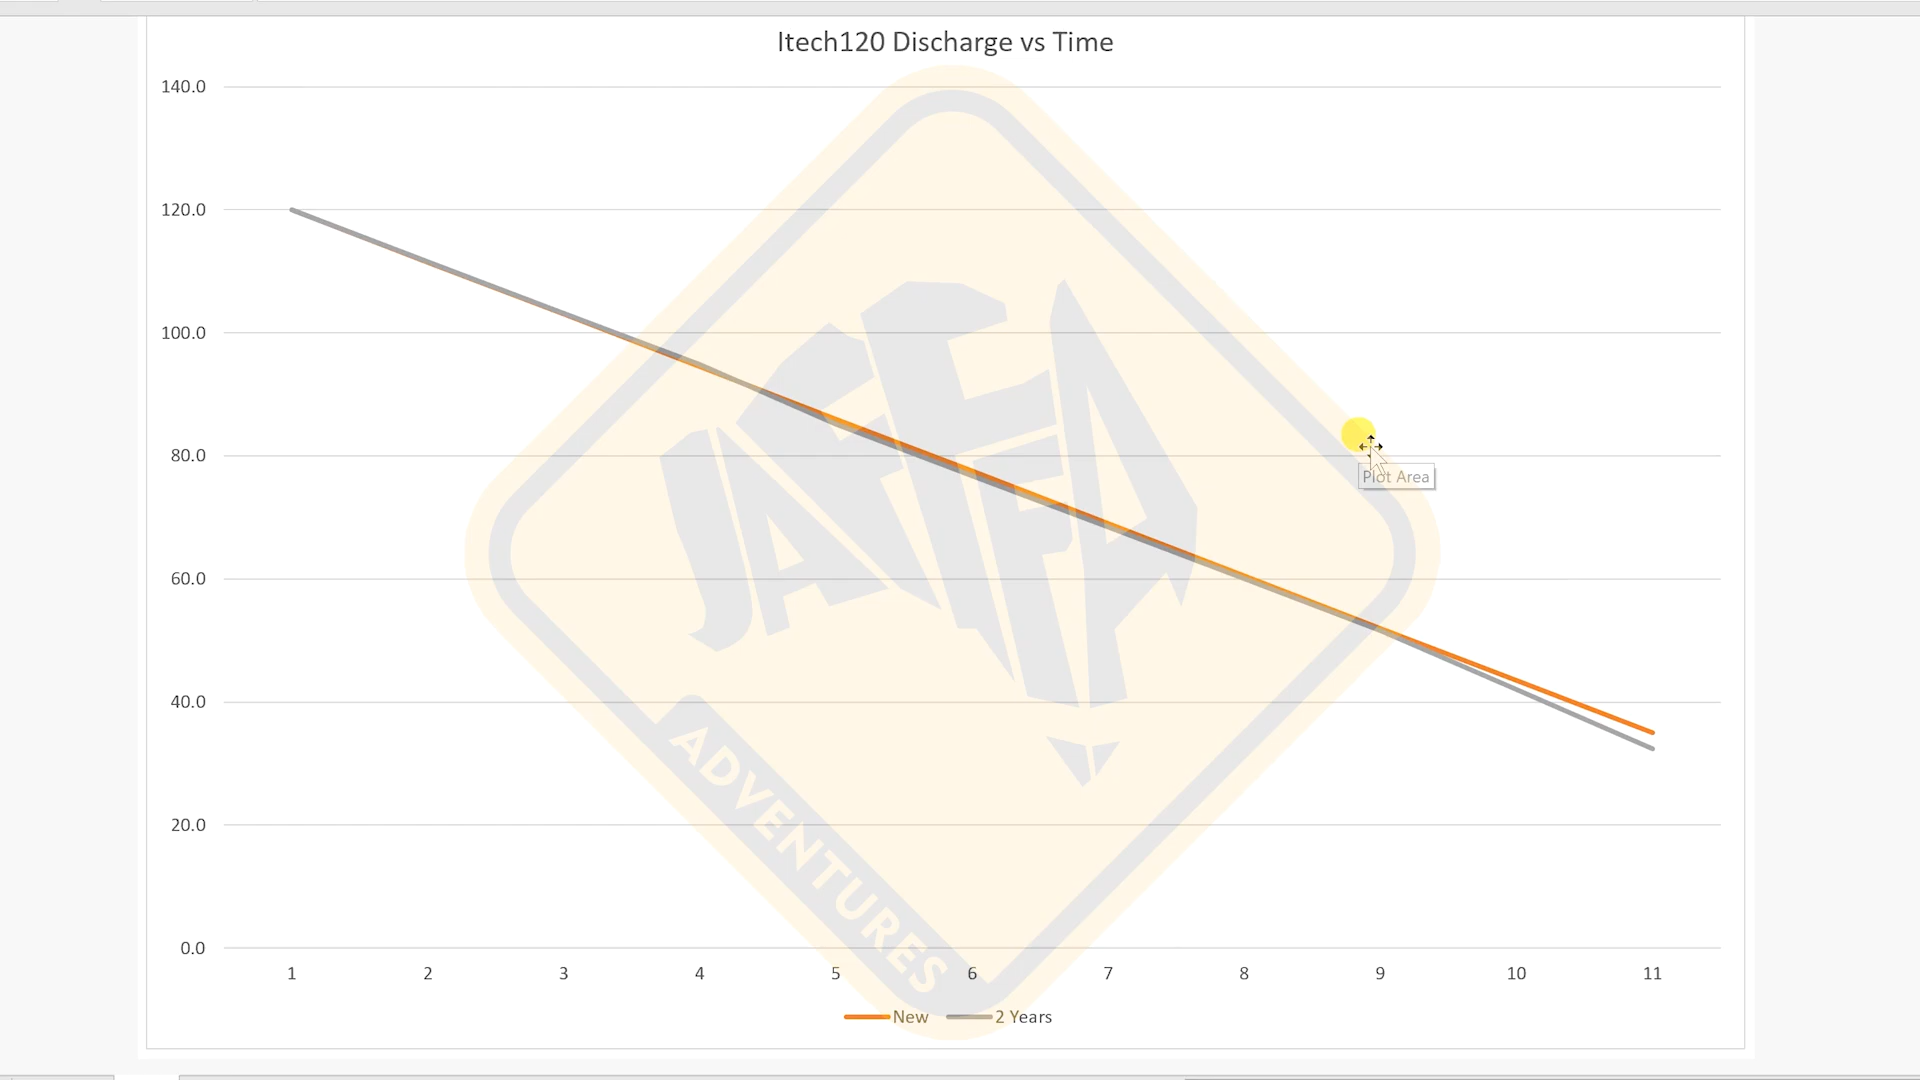 Itech120 Discharge vs Time
140.0
120.0
100.0
80.0
60.0
40.0
20.0
0.0
1 2 3 4 5 6 7 8 9 10 11
New 2 Years
Plot Area
JAFFA
ADVENTURES